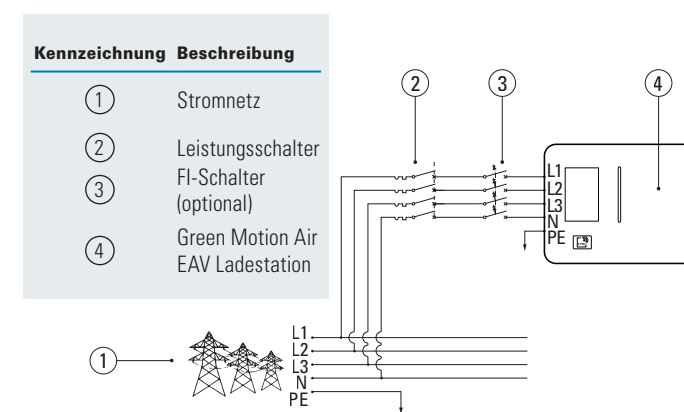 Kennzeichnung Beschreibung
1 Stromnetz
2 Leistungsschalter
3 FI-Schalter
(optional)
4 Green Motion Air
EAV Ladestation
2 3 4
L1
L2
L3
N
PE
1
L1
L2
L3
N
PE